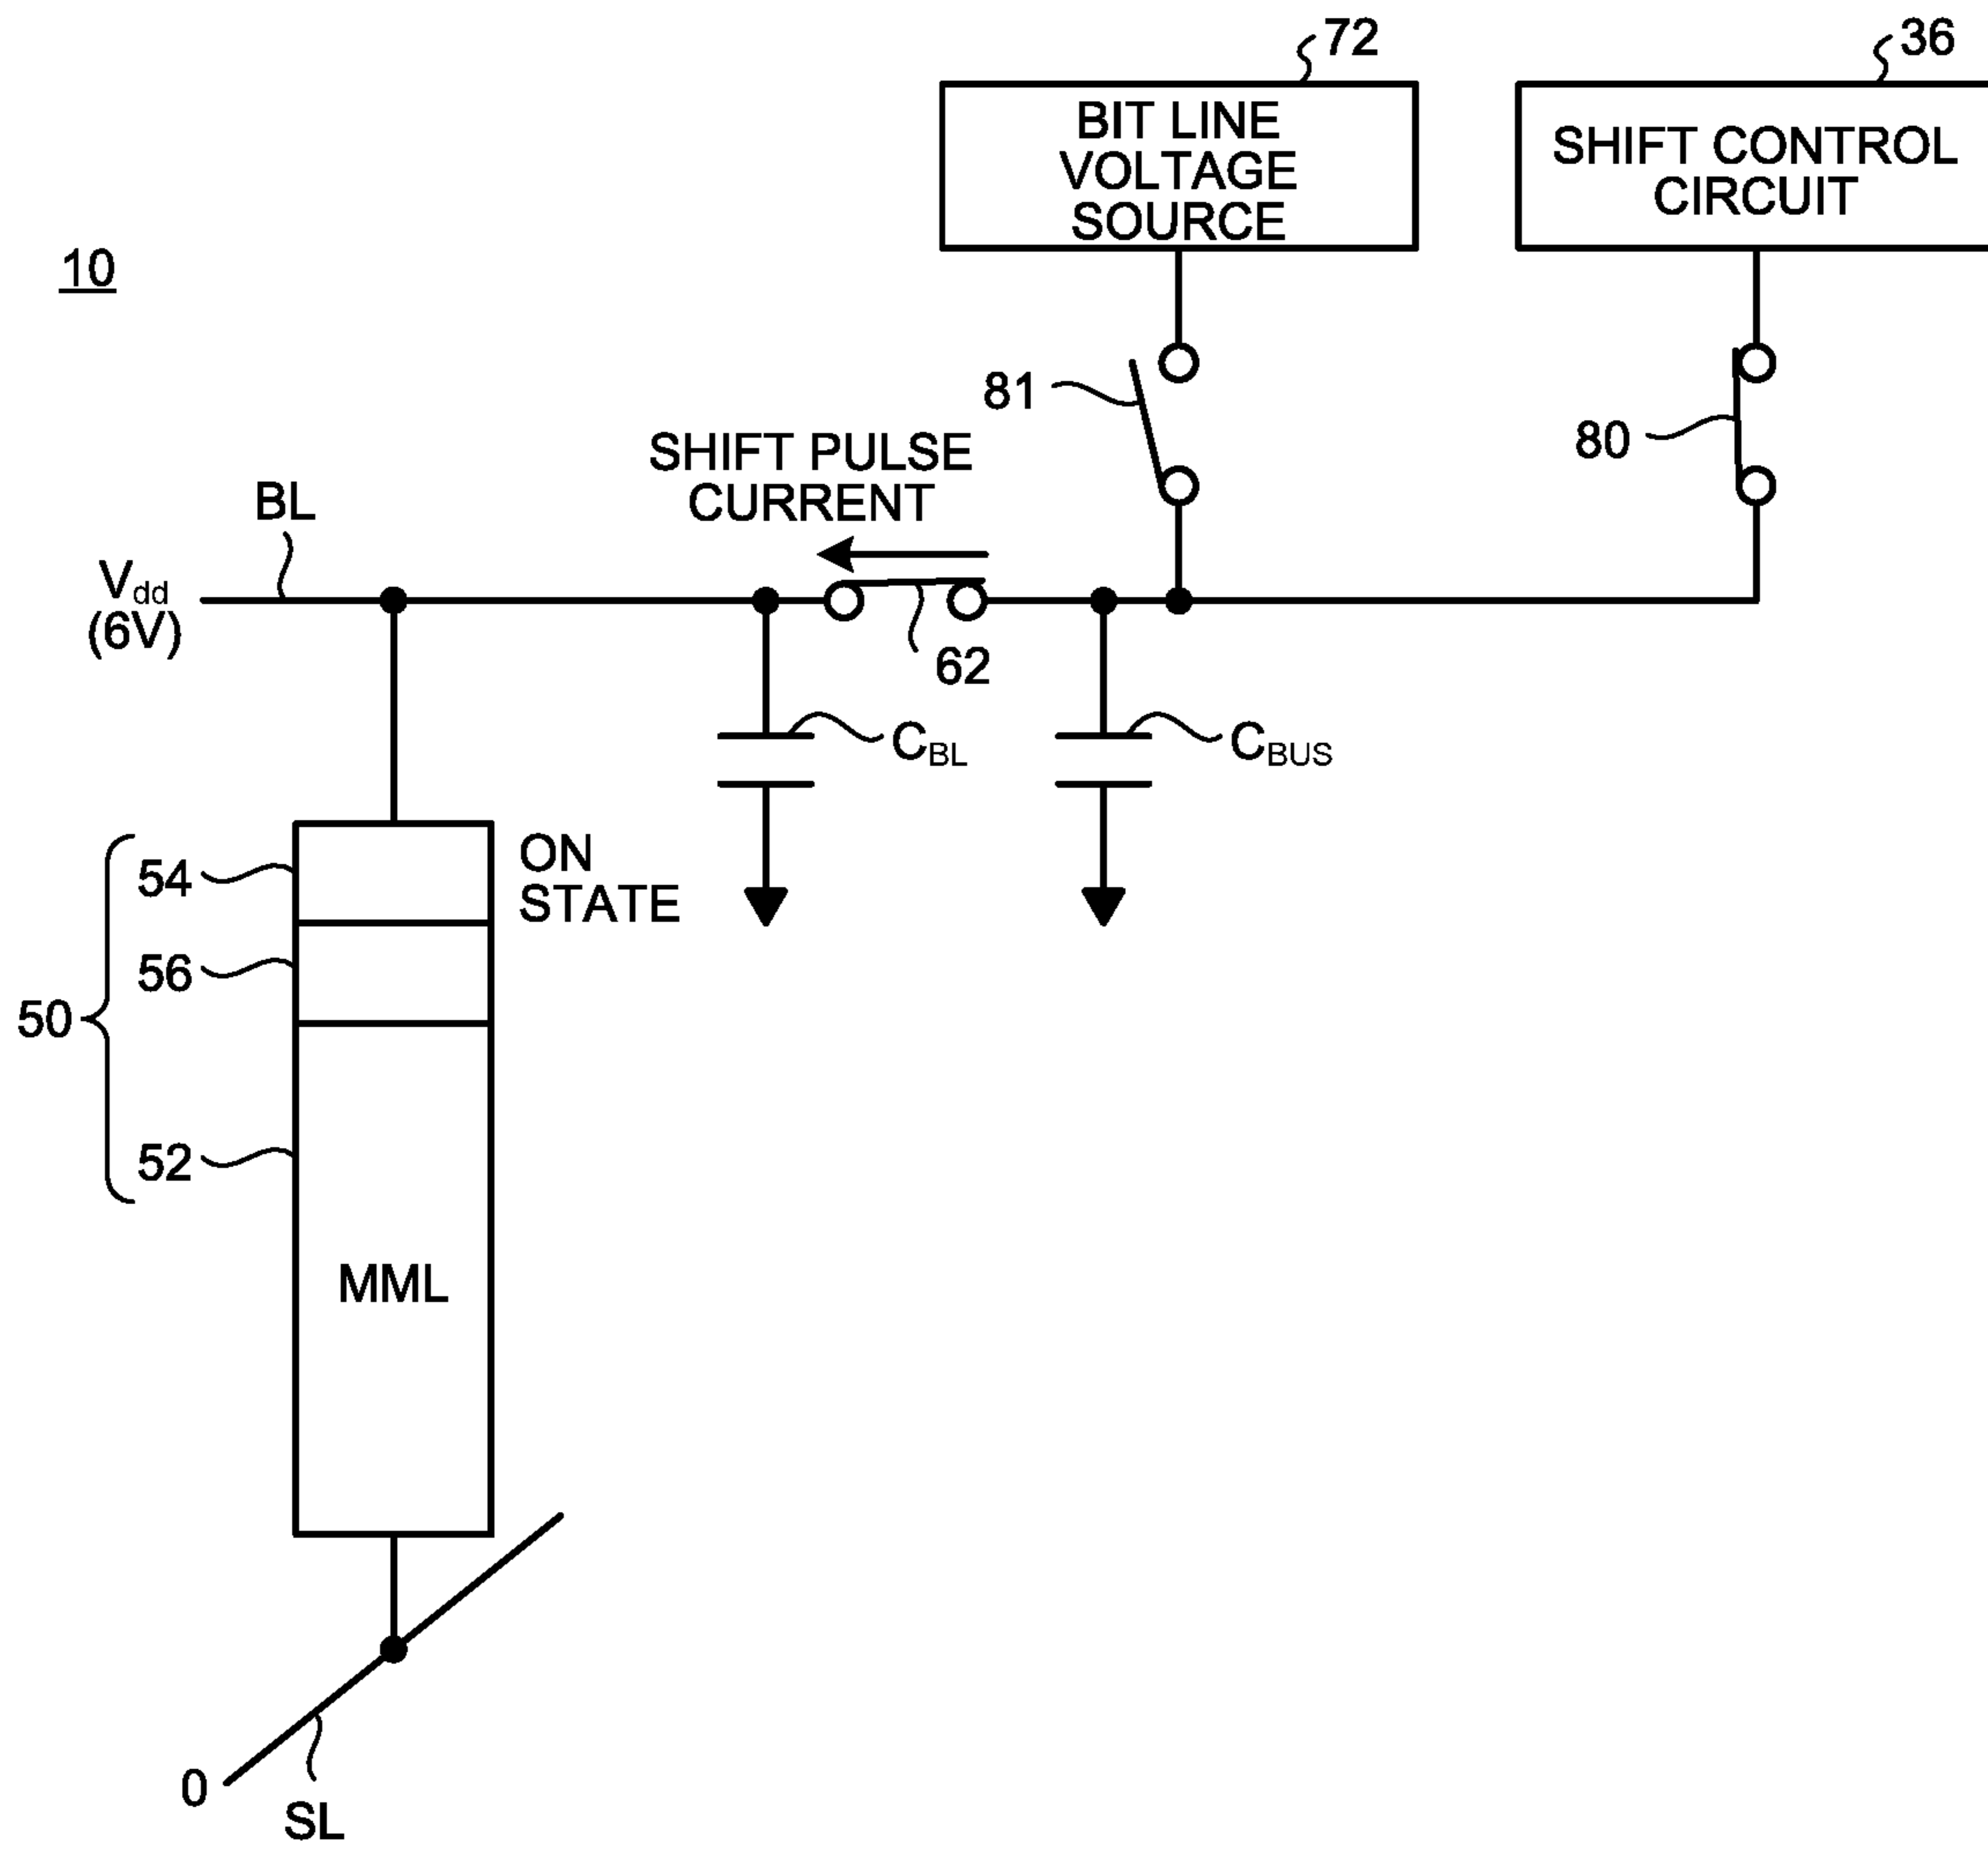 72
36
BIT LINE
VOLTAGE
SOURCE
SHIFT CONTROL
CIRCUIT
10
81
80
SHIFT PULSE
CURRENT
BL
Vdd
(6V)
62
CBL
CBUS
ON
STATE
54
56
50
52
MML
0
SL